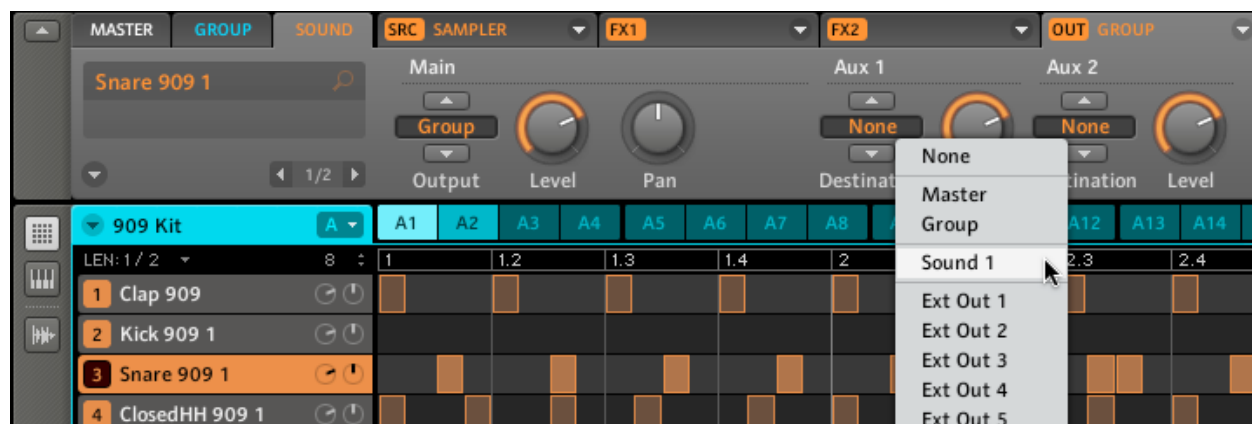 MASTER GROUP SOUND SRC SAMPLER FX1 FX2 OUT GROUP
Snare 909 1
Main Aux 1 Aux 2
Group None None
1/2
Output Level Pan Level
None
Master
Group
Sound 1
Ext Out 1
Ext Out 2
Ext Out 3
Ext Out 4
Ext Out 5
909 Kit A A1 A2 A3 A4 A5 A6 A7 A8 A12 A13 A14
LEN: 1 / 2 8 1 1.2 1.3 1.4 2 2.3 2.4
1 Clap 909
2 Kick 909 1
3 Snare 909 1
4 ClosedHH 909 1